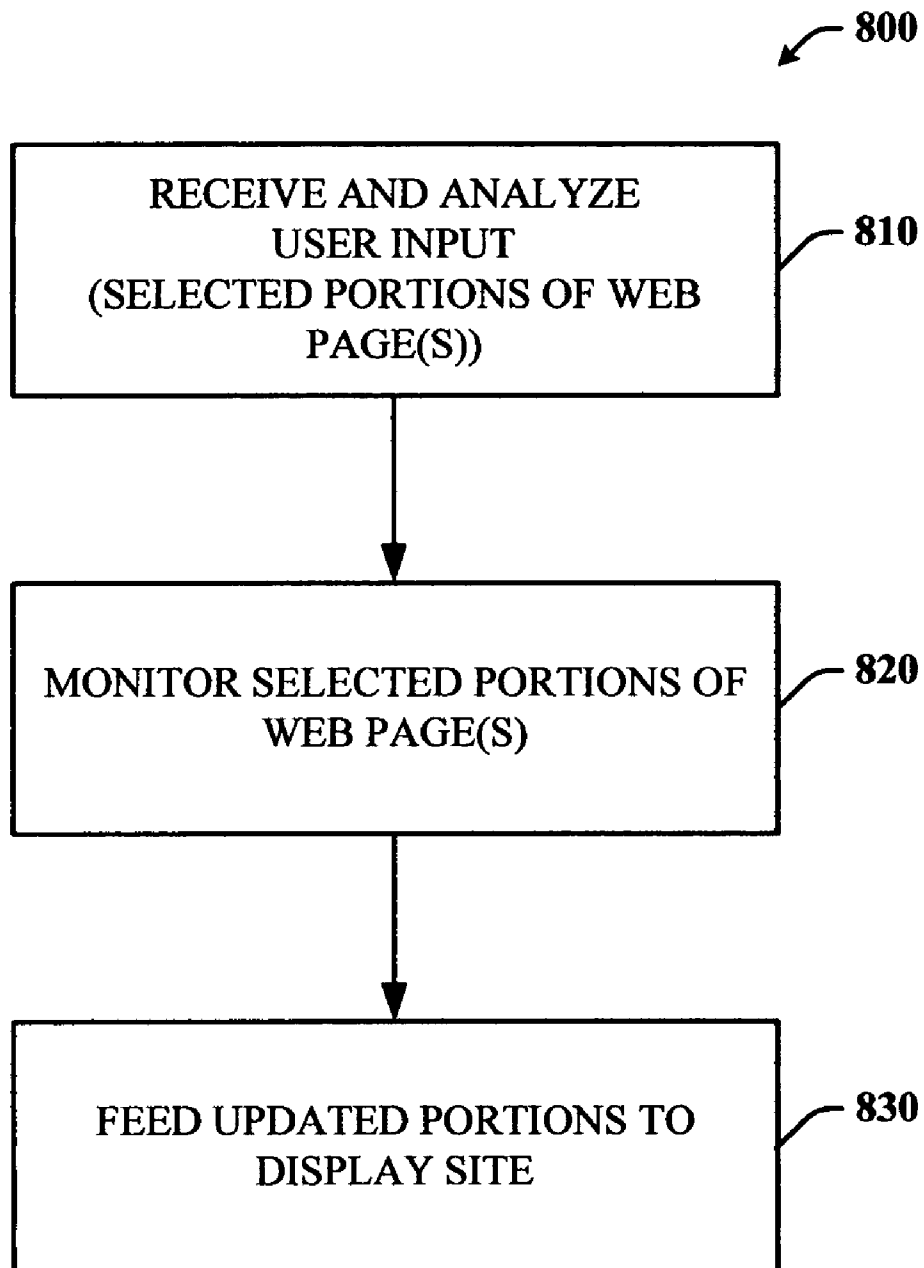 800
RECEIVE AND ANALYZE
USER INPUT
(SELECTED PORTIONS OF WEB
PAGE(S))
810
MONITOR SELECTED PORTIONS OF
WEB PAGE(S)
820
FEED UPDATED PORTIONS TO
DISPLAY SITE
830